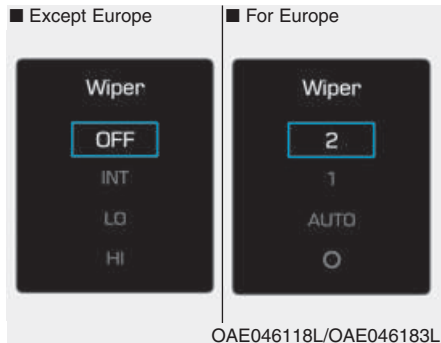 ■ Except Europe
■ For Europe
Wiper
OFF
INT
LO
HI
Wiper
2
1
AUTO
O
OAE046118L/OAE046183L